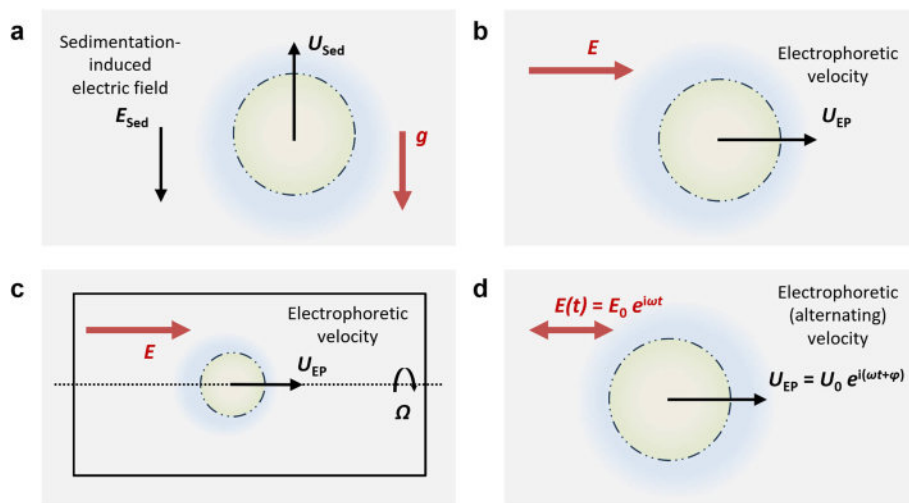 a
Sedimentation-
induced
electric field
E_Sed
U_Sed
g
b
E
Electrophoretic
velocity
U_EP
c
E
Electrophoretic
velocity
U_EP
Ω
d
E(t) = E_0 e^{iωt}
Electrophoretic
(alternating)
velocity
U_EP = U_0 e^{i(ωt+φ)}